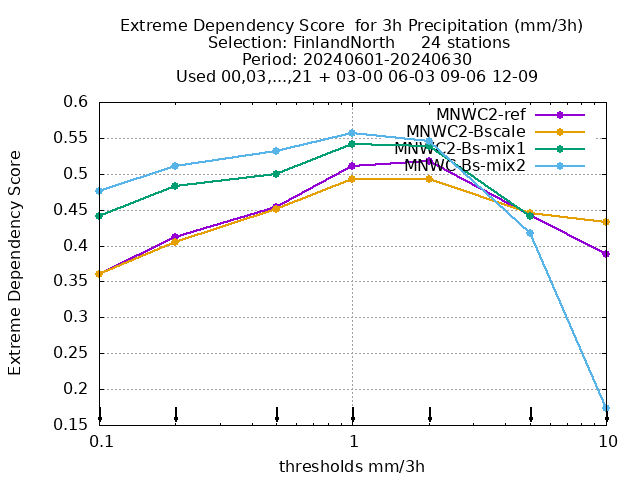 Extreme Dependency Score  for 3h Precipitation (mm/3h)
Selection: FinlandNorth     24 stations
Period: 20240601-20240630
Used 00,03,...,21 + 03-00 06-03 09-06 12-09
MNWC2-ref
MNWC2-Bscale
MNWC2-Bs-mix1
MNWC Bs-mix2
0.6
0.55
0.5
0.45
0.4
0.35
0.3
0.25
0.2
0.15
0.1
1
10
Extreme Dependency Score
thresholds mm/3h